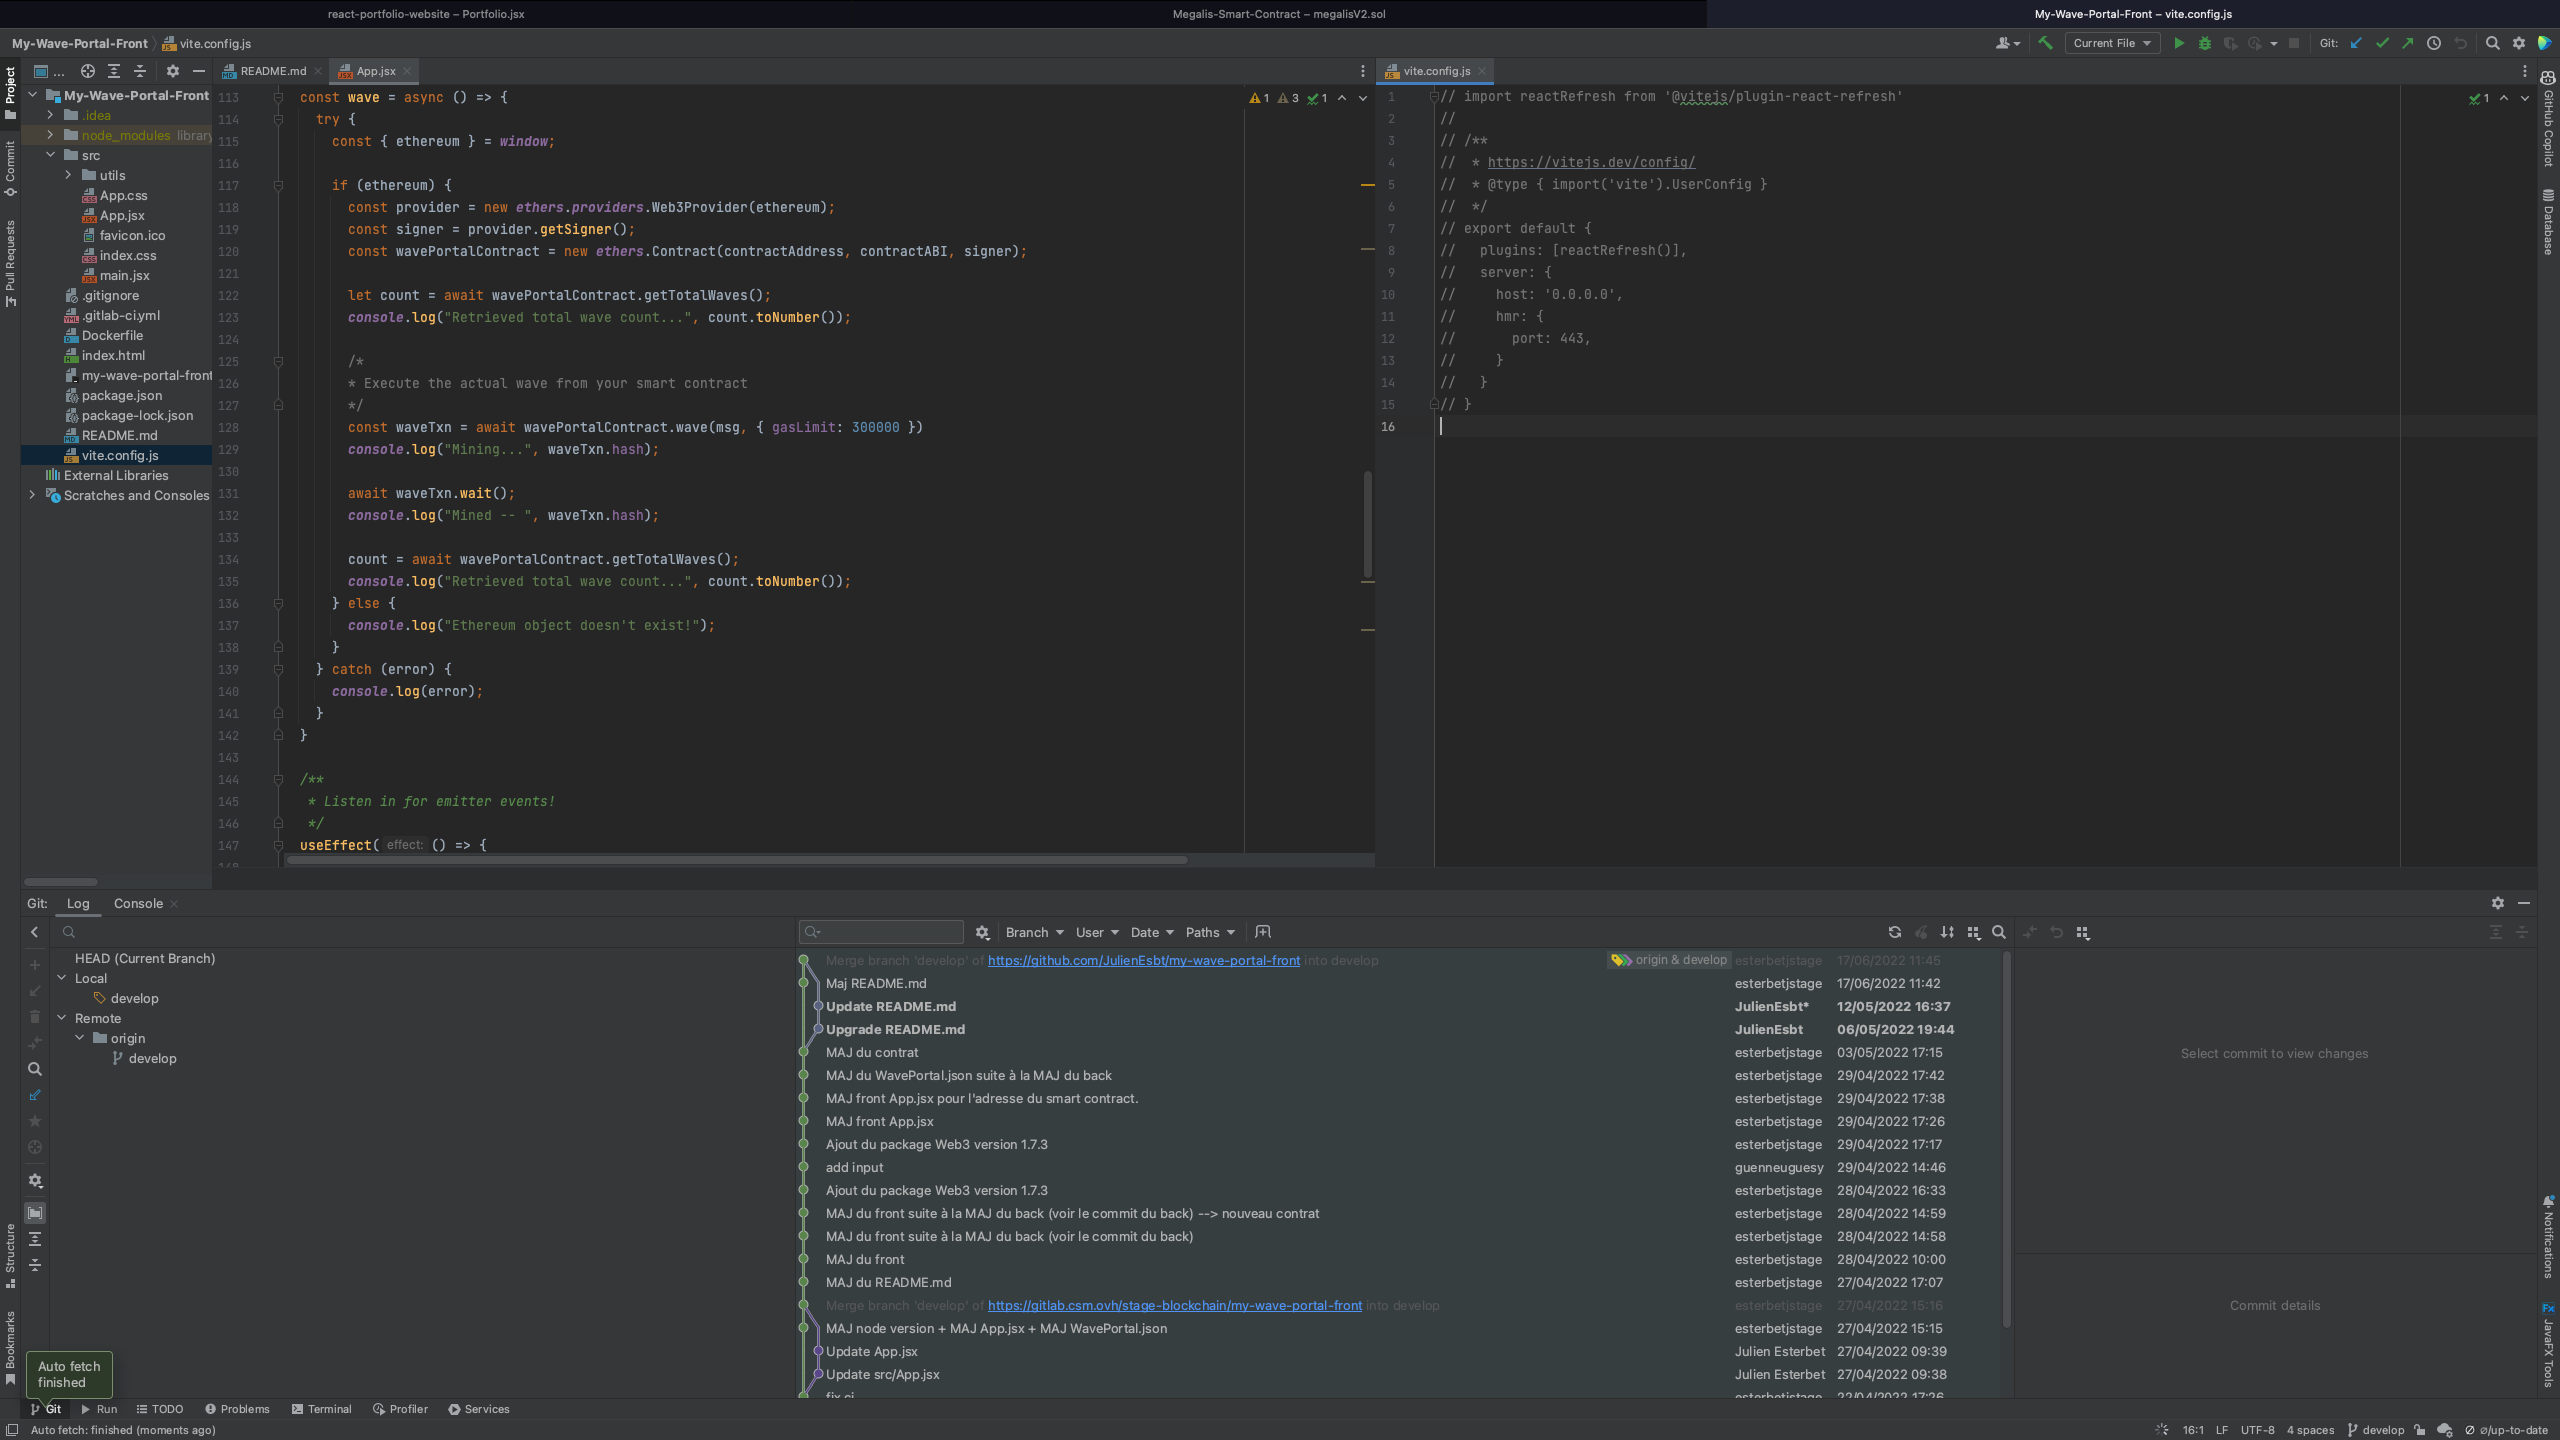 react-portfolio-website – Portfolio.jsx
Megalis-Smart-Contract – megalisV2.sol
My-Wave-Portal-Front – vite.config.js
My-Wave-Portal-Front
vite.config.js
Current File
Git:
Project
Commit
Pull Requests
Structure
Bookmarks
...
My-Wave-Portal-Front
.idea
node_modules library
src
utils
App.css
App.jsx
favicon.ico
index.css
main.jsx
.gitignore
.gitlab-ci.yml
Dockerfile
index.html
my-wave-portal-front
package.json
package-lock.json
README.md
vite.config.js
External Libraries
Scratches and Consoles
README.md
App.jsx
1 3 1
113 const wave = async () => {
114 try {
115 const { ethereum } = window;
116
117 if (ethereum) {
118 const provider = new ethers.providers.Web3Provider(ethereum);
119 const signer = provider.getSigner();
120 const wavePortalContract = new ethers.Contract(contractAddress, contractABI, signer);
121
122 let count = await wavePortalContract.getTotalWaves();
123 console.log("Retrieved total wave count...", count.toNumber());
124
125 /*
126 * Execute the actual wave from your smart contract
127 */
128 const waveTxn = await wavePortalContract.wave(msg, { gasLimit: 300000 })
129 console.log("Mining...", waveTxn.hash);
130
131 await waveTxn.wait();
132 console.log("Mined -- ", waveTxn.hash);
133
134 count = await wavePortalContract.getTotalWaves();
135 console.log("Retrieved total wave count...", count.toNumber());
136 } else {
137 console.log("Ethereum object doesn't exist!");
138 }
139 } catch (error) {
140 console.log(error);
141 }
142 }
143
144 /**
145 * Listen in for emitter events!
146 */
147 useEffect( effect: () => {
vite.config.js
1
1 // import reactRefresh from '@vitejs/plugin-react-refresh'
2 //
3 // /**
4 // * https://vitejs.dev/config/
5 // * @type { import('vite').UserConfig }
6 // */
7 // export default {
8 // plugins: [reactRefresh()],
9 // server: {
10 // host: '0.0.0.0',
11 // hmr: {
12 // port: 443,
13 // }
14 // }
15 // }
16
GitHub Copilot
Database
Notifications
JavaFX Tools
Git: Log Console
HEAD (Current Branch)
Local
develop
Remote
origin
develop
Branch User Date Paths
Merge branch 'develop' of https://github.com/JulienEsbt/my-wave-portal-front into develop origin & develop esterbetjstage 17/06/2022 11:45
Maj README.md esterbetjstage 17/06/2022 11:42
Update README.md JulienEsbt* 12/05/2022 16:37
Upgrade README.md JulienEsbt 06/05/2022 19:44
MAJ du contrat esterbetjstage 03/05/2022 17:15
MAJ du WavePortal.json suite à la MAJ du back esterbetjstage 29/04/2022 17:42
MAJ front App.jsx pour l'adresse du smart contract. esterbetjstage 29/04/2022 17:38
MAJ front App.jsx esterbetjstage 29/04/2022 17:26
Ajout du package Web3 version 1.7.3 esterbetjstage 29/04/2022 17:17
add input guenneuguesy 29/04/2022 14:46
Ajout du package Web3 version 1.7.3 esterbetjstage 28/04/2022 16:33
MAJ du front suite à la MAJ du back (voir le commit du back) --> nouveau contrat esterbetjstage 28/04/2022 14:59
MAJ du front suite à la MAJ du back (voir le commit du back) esterbetjstage 28/04/2022 14:58
MAJ du front esterbetjstage 28/04/2022 10:00
MAJ du README.md esterbetjstage 27/04/2022 17:07
Merge branch 'develop' of https://gitlab.csm.ovh/stage-blockchain/my-wave-portal-front into develop esterbetjstage 27/04/2022 15:16
MAJ node version + MAJ App.jsx + MAJ WavePortal.json esterbetjstage 27/04/2022 15:15
Update App.jsx Julien Esterbet 27/04/2022 09:39
Update src/App.jsx Julien Esterbet 27/04/2022 09:38
fix ci esterbetjstage 22/04/2022 17:26
Select commit to view changes
Commit details
Auto fetch
finished
Git Run TODO Problems Terminal Profiler Services
Auto fetch: finished (moments ago)
16:1 LF UTF-8 4 spaces develop ∅/up-to-date